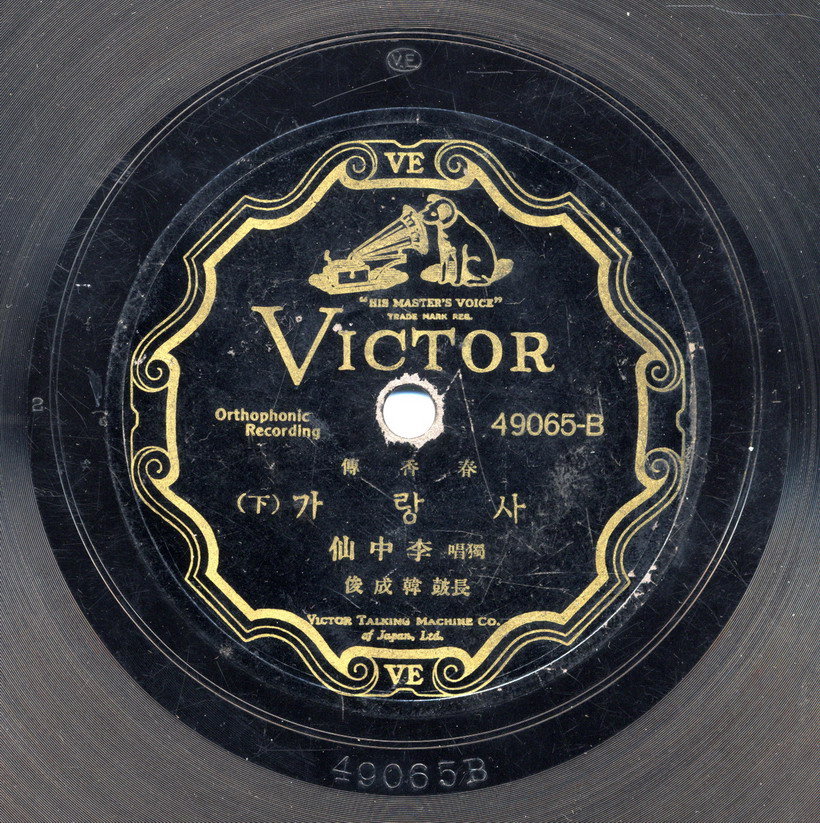 VE
VE
"HIS MASTER'S VOICE"
TRADE MARK REG.
VICTOR
Orthophonic
Recording
49065-B
春香傳
사랑가 (下)
獨唱 李中仙
長鼓 韓成俊
VICTOR TALKING MACHINE CO.
of Japan, Ltd.
VE
49065B